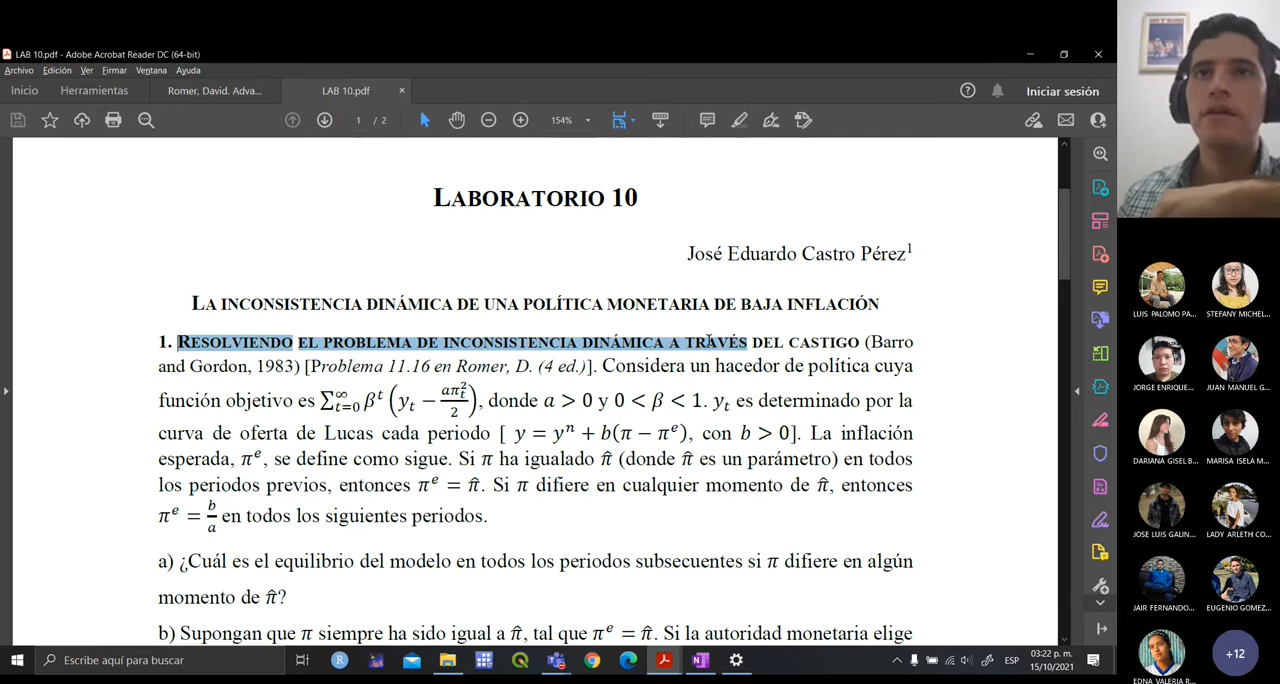 LAB 10.pdf - Adobe Acrobat Reader DC (64-bit)
Archivo Edición Ver Firmar Ventana Ayuda
Inicio Herramientas Romer, David. Adva... LAB 10.pdf × Iniciar sesión
1 / 2 154%
LABORATORIO 10
José Eduardo Castro Pérez¹
LA INCONSISTENCIA DINÁMICA DE UNA POLÍTICA MONETARIA DE BAJA INFLACIÓN
1. RESOLVIENDO EL PROBLEMA DE INCONSISTENCIA DINÁMICA A TRAVÉS DEL CASTIGO (Barro
and Gordon, 1983) [Problema 11.16 en Romer, D. (4 ed.)]. Considera un hacedor de política cuya
función objetivo es ∑_{t=0}^{∞} β^t (y_t − aπ_t²/2), donde a > 0 y 0 < β < 1. y_t es determinado por la
curva de oferta de Lucas cada periodo [ y = y^n + b(π − π^e), con b > 0]. La inflación
esperada, π^e, se define como sigue. Si π ha igualado π̂ (donde π̂ es un parámetro) en todos
los periodos previos, entonces π^e = π̂. Si π difiere en cualquier momento de π̂, entonces
π^e = b/a en todos los siguientes periodos.
a) ¿Cuál es el equilibrio del modelo en todos los periodos subsecuentes si π difiere en algún
momento de π̂?
b) Supongan que π siempre ha sido igual a π̂, tal que π^e = π̂. Si la autoridad monetaria elige
LUIS PALOMO PA... STEFANY MICHEL...
JORGE ENRIQUE... JUAN MANUEL G...
DARIANA GISEL B... MARISA ISELA M...
JOSE LUIS GALIN... LADY ARLETH CO...
JAIR FERNANDO... EUGENIO GOMEZ...
EDNA VALERIA R... +12
Escribe aquí para buscar
ESP
03:22 p. m.
15/10/2021